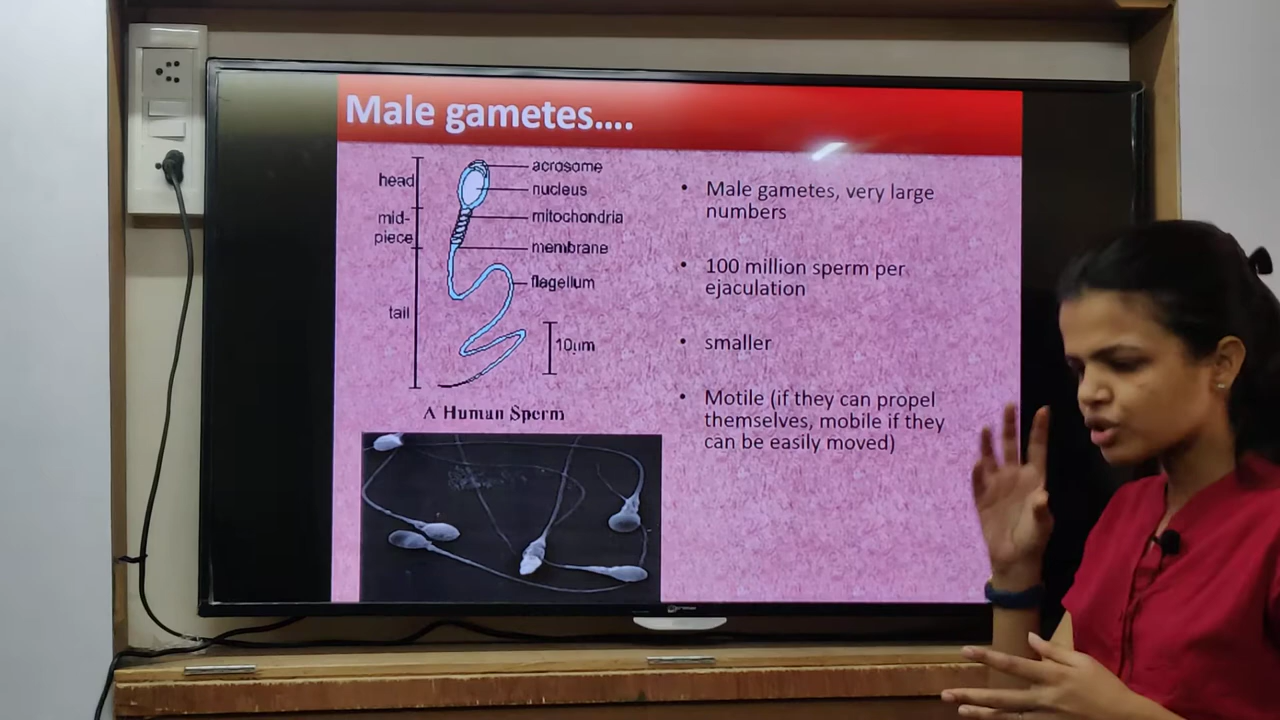 Male gametes....
head
acrosome
nucleus
mid-
piece
mitochondria
membrane
flagellum
tail
10µm
A Human Sperm
• Male gametes, very large
numbers
• 100 million sperm per
ejaculation
• smaller
• Motile (if they can propel
themselves, mobile if they
can be easily moved)